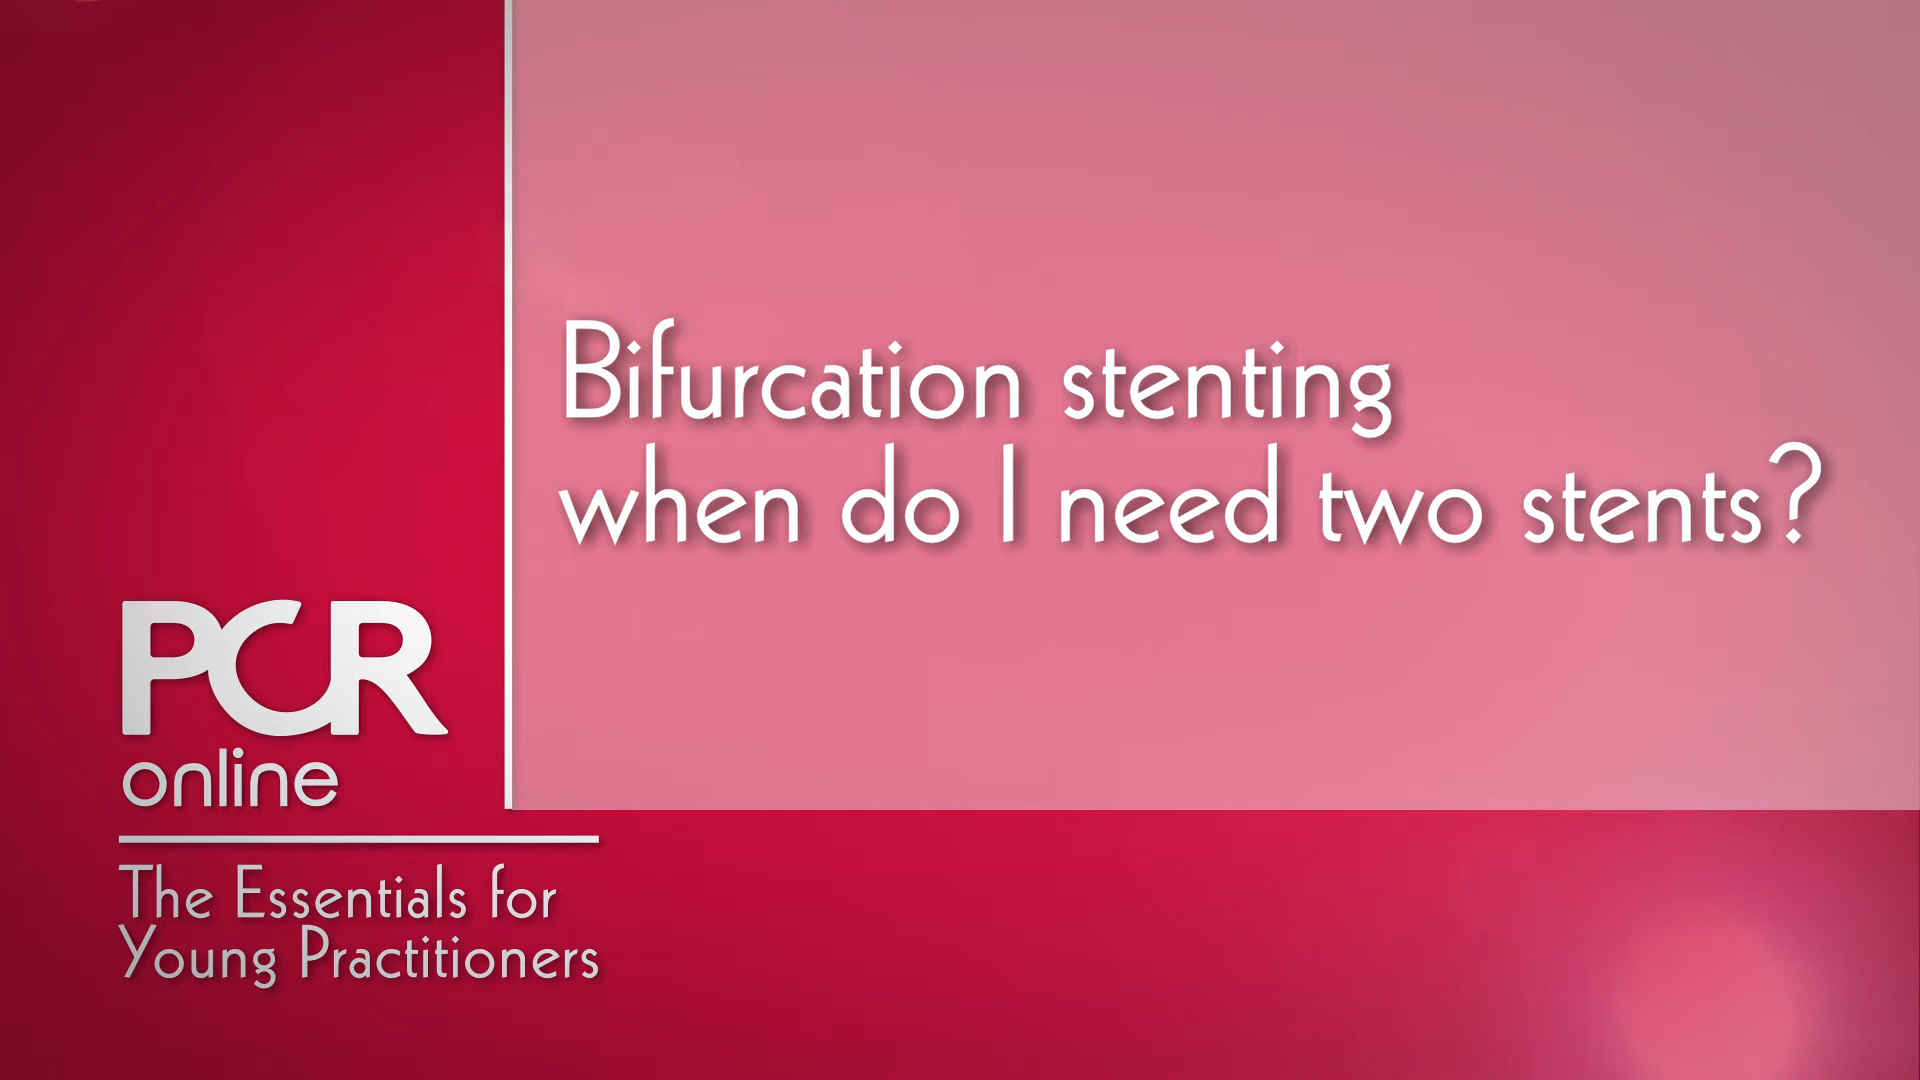 Bifurcation stenting
when do I need two stents?
PCR
online
The Essentials for
Young Practitioners